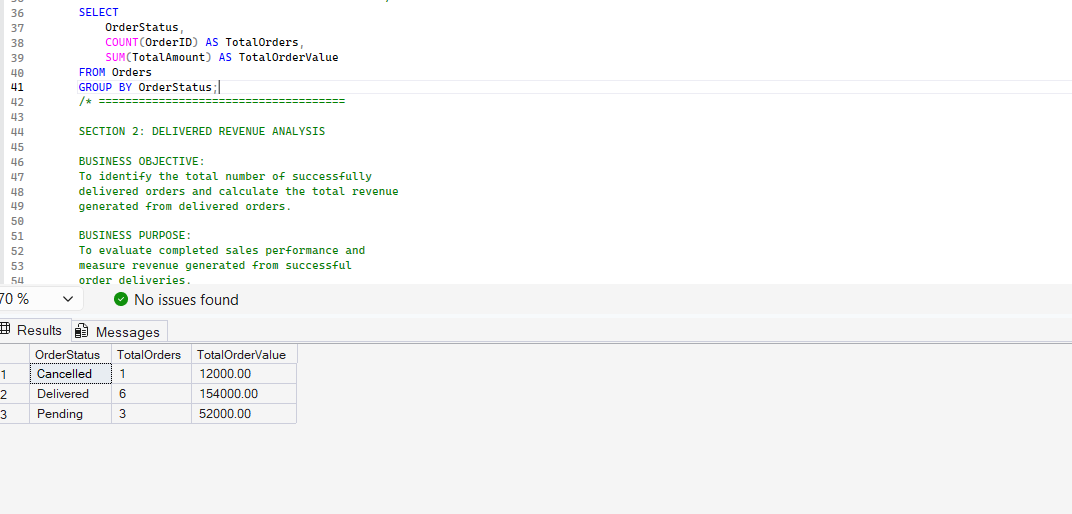 36 SELECT
37 OrderStatus,
38 COUNT(OrderID) AS TotalOrders,
39 SUM(TotalAmount) AS TotalOrderValue
40 FROM Orders
41 GROUP BY OrderStatus;
42 /* =====================================
43
44 SECTION 2: DELIVERED REVENUE ANALYSIS
45
46 BUSINESS OBJECTIVE:
47 To identify the total number of successfully
48 delivered orders and calculate the total revenue
49 generated from delivered orders.
50
51 BUSINESS PURPOSE:
52 To evaluate completed sales performance and
53 measure revenue generated from successful
54 order deliveries.
70 % No issues found
Results Messages
OrderStatus TotalOrders TotalOrderValue
1 Cancelled 1 12000.00
2 Delivered 6 154000.00
3 Pending 3 52000.00